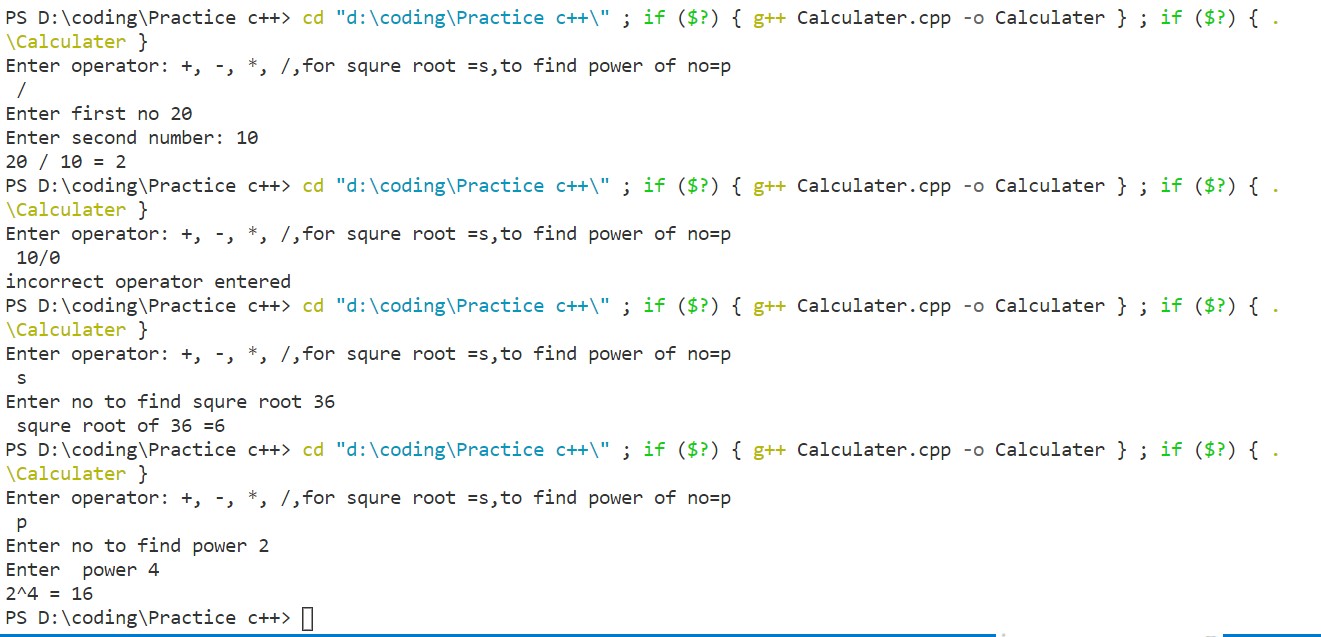 PS D:\coding\Practice c++> cd "d:\coding\Practice c++\" ; if ($?) { g++ Calculater.cpp -o Calculater } ; if ($?) { .
\Calculater }
Enter operator: +, -, *, /,for squre root =s,to find power of no=p
/
Enter first no 20
Enter second number: 10
20 / 10 = 2
PS D:\coding\Practice c++> cd "d:\coding\Practice c++\" ; if ($?) { g++ Calculater.cpp -o Calculater } ; if ($?) { .
\Calculater }
Enter operator: +, -, *, /,for squre root =s,to find power of no=p
10/0
incorrect operator entered
PS D:\coding\Practice c++> cd "d:\coding\Practice c++\" ; if ($?) { g++ Calculater.cpp -o Calculater } ; if ($?) { .
\Calculater }
Enter operator: +, -, *, /,for squre root =s,to find power of no=p
s
Enter no to find squre root 36
squre root of 36 =6
PS D:\coding\Practice c++> cd "d:\coding\Practice c++\" ; if ($?) { g++ Calculater.cpp -o Calculater } ; if ($?) { .
\Calculater }
Enter operator: +, -, *, /,for squre root =s,to find power of no=p
p
Enter no to find power 2
Enter  power 4
2^4 = 16
PS D:\coding\Practice c++>